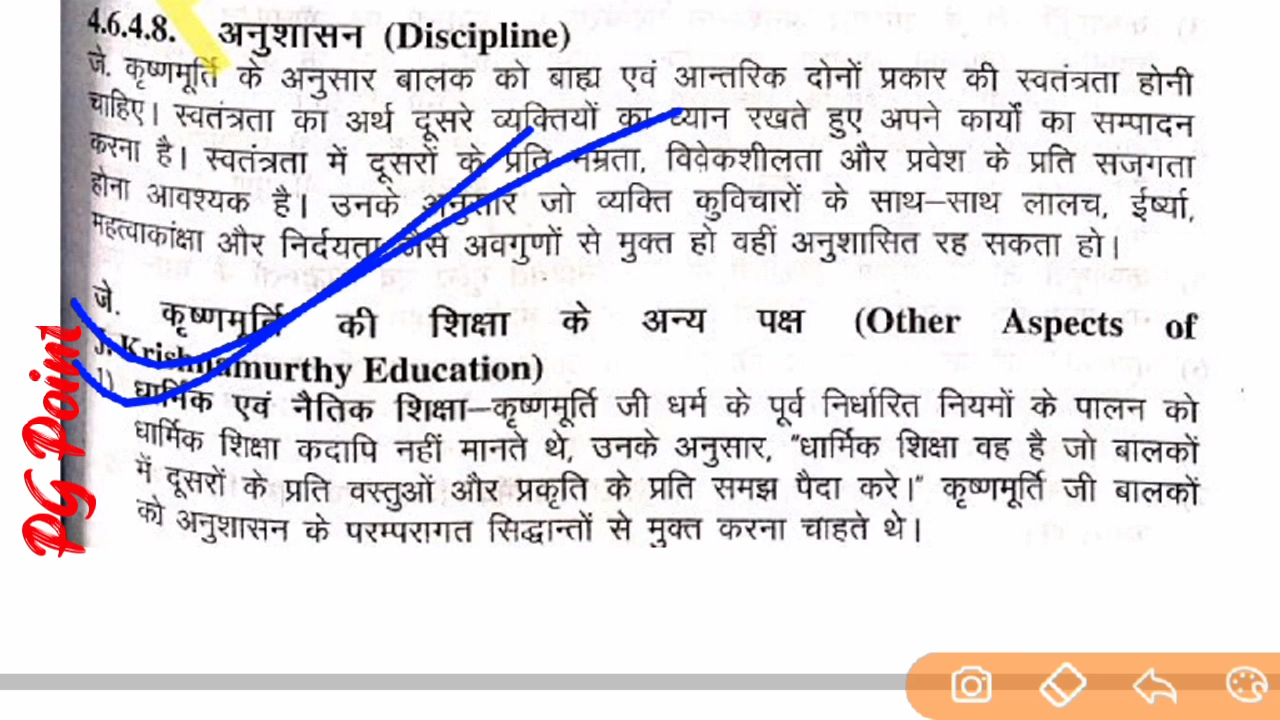 4.6.4.8. अनुशासन (Discipline)
जे. कृष्णमूर्ति के अनुसार बालक को बाह्य एवं आन्तरिक दोनों प्रकार की स्वतंत्रता होनी
चाहिए। स्वतंत्रता का अर्थ दूसरे व्यक्तियों का ध्यान रखते हुए अपने कार्यों का सम्पादन
करना है। स्वतंत्रता में दूसरों के प्रति नम्रता, विवेकशीलता और प्रवेश के प्रति सजगता
होना आवश्यक है। उनके अनुसार जो व्यक्ति कुविचारों के साथ–साथ लालच, ईर्ष्या,
महत्वाकांक्षा और निर्दयता जैसे अवगुणों से मुक्त हो वहीं अनुशासित रह सकता हो।
जे. कृष्णमूर्ति की शिक्षा के अन्य पक्ष (Other Aspects of
J. Krishnamurthy Education)
1) धार्मिक एवं नैतिक शिक्षा–कृष्णमूर्ति जी धर्म के पूर्व निर्धारित नियमों के पालन को
धार्मिक शिक्षा कदापि नहीं मानते थे, उनके अनुसार, "धार्मिक शिक्षा वह है जो बालकों
में दूसरों के प्रति वस्तुओं और प्रकृति के प्रति समझ पैदा करे।" कृष्णमूर्ति जी बालकों
को अनुशासन के परम्परागत सिद्धान्तों से मुक्त करना चाहते थे।
PG Point